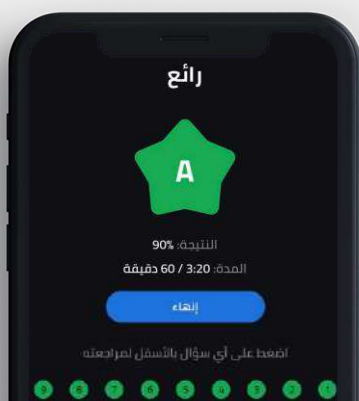 رائع
A
النتيجة: 90%
المدة: 3:20 / 60 دقيقة
إنهاء
اضغط على أي سؤال بالأسفل لمراجعته
1 2 3 4 5 6 7 8 9